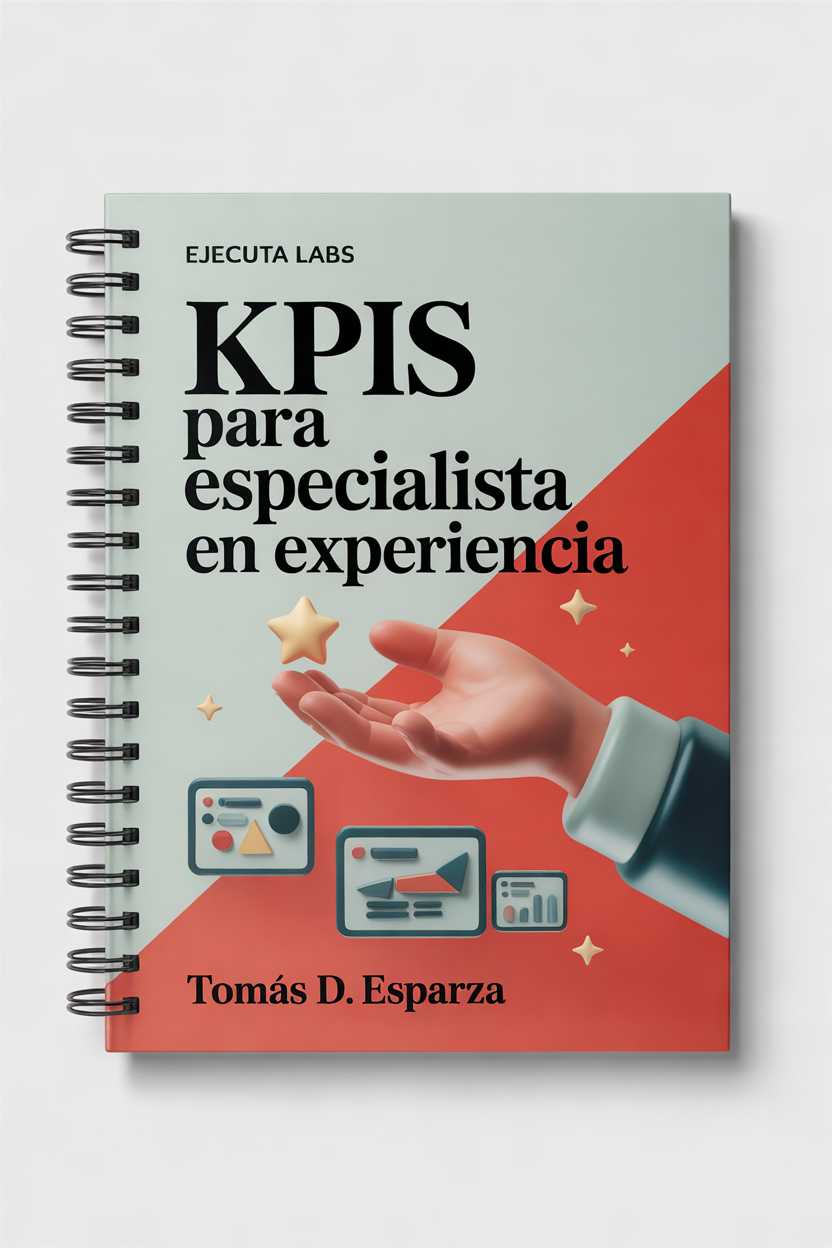 EJECUTA LABS
KPIS
para
especialista
en experiencia
Tomás D. Esparza